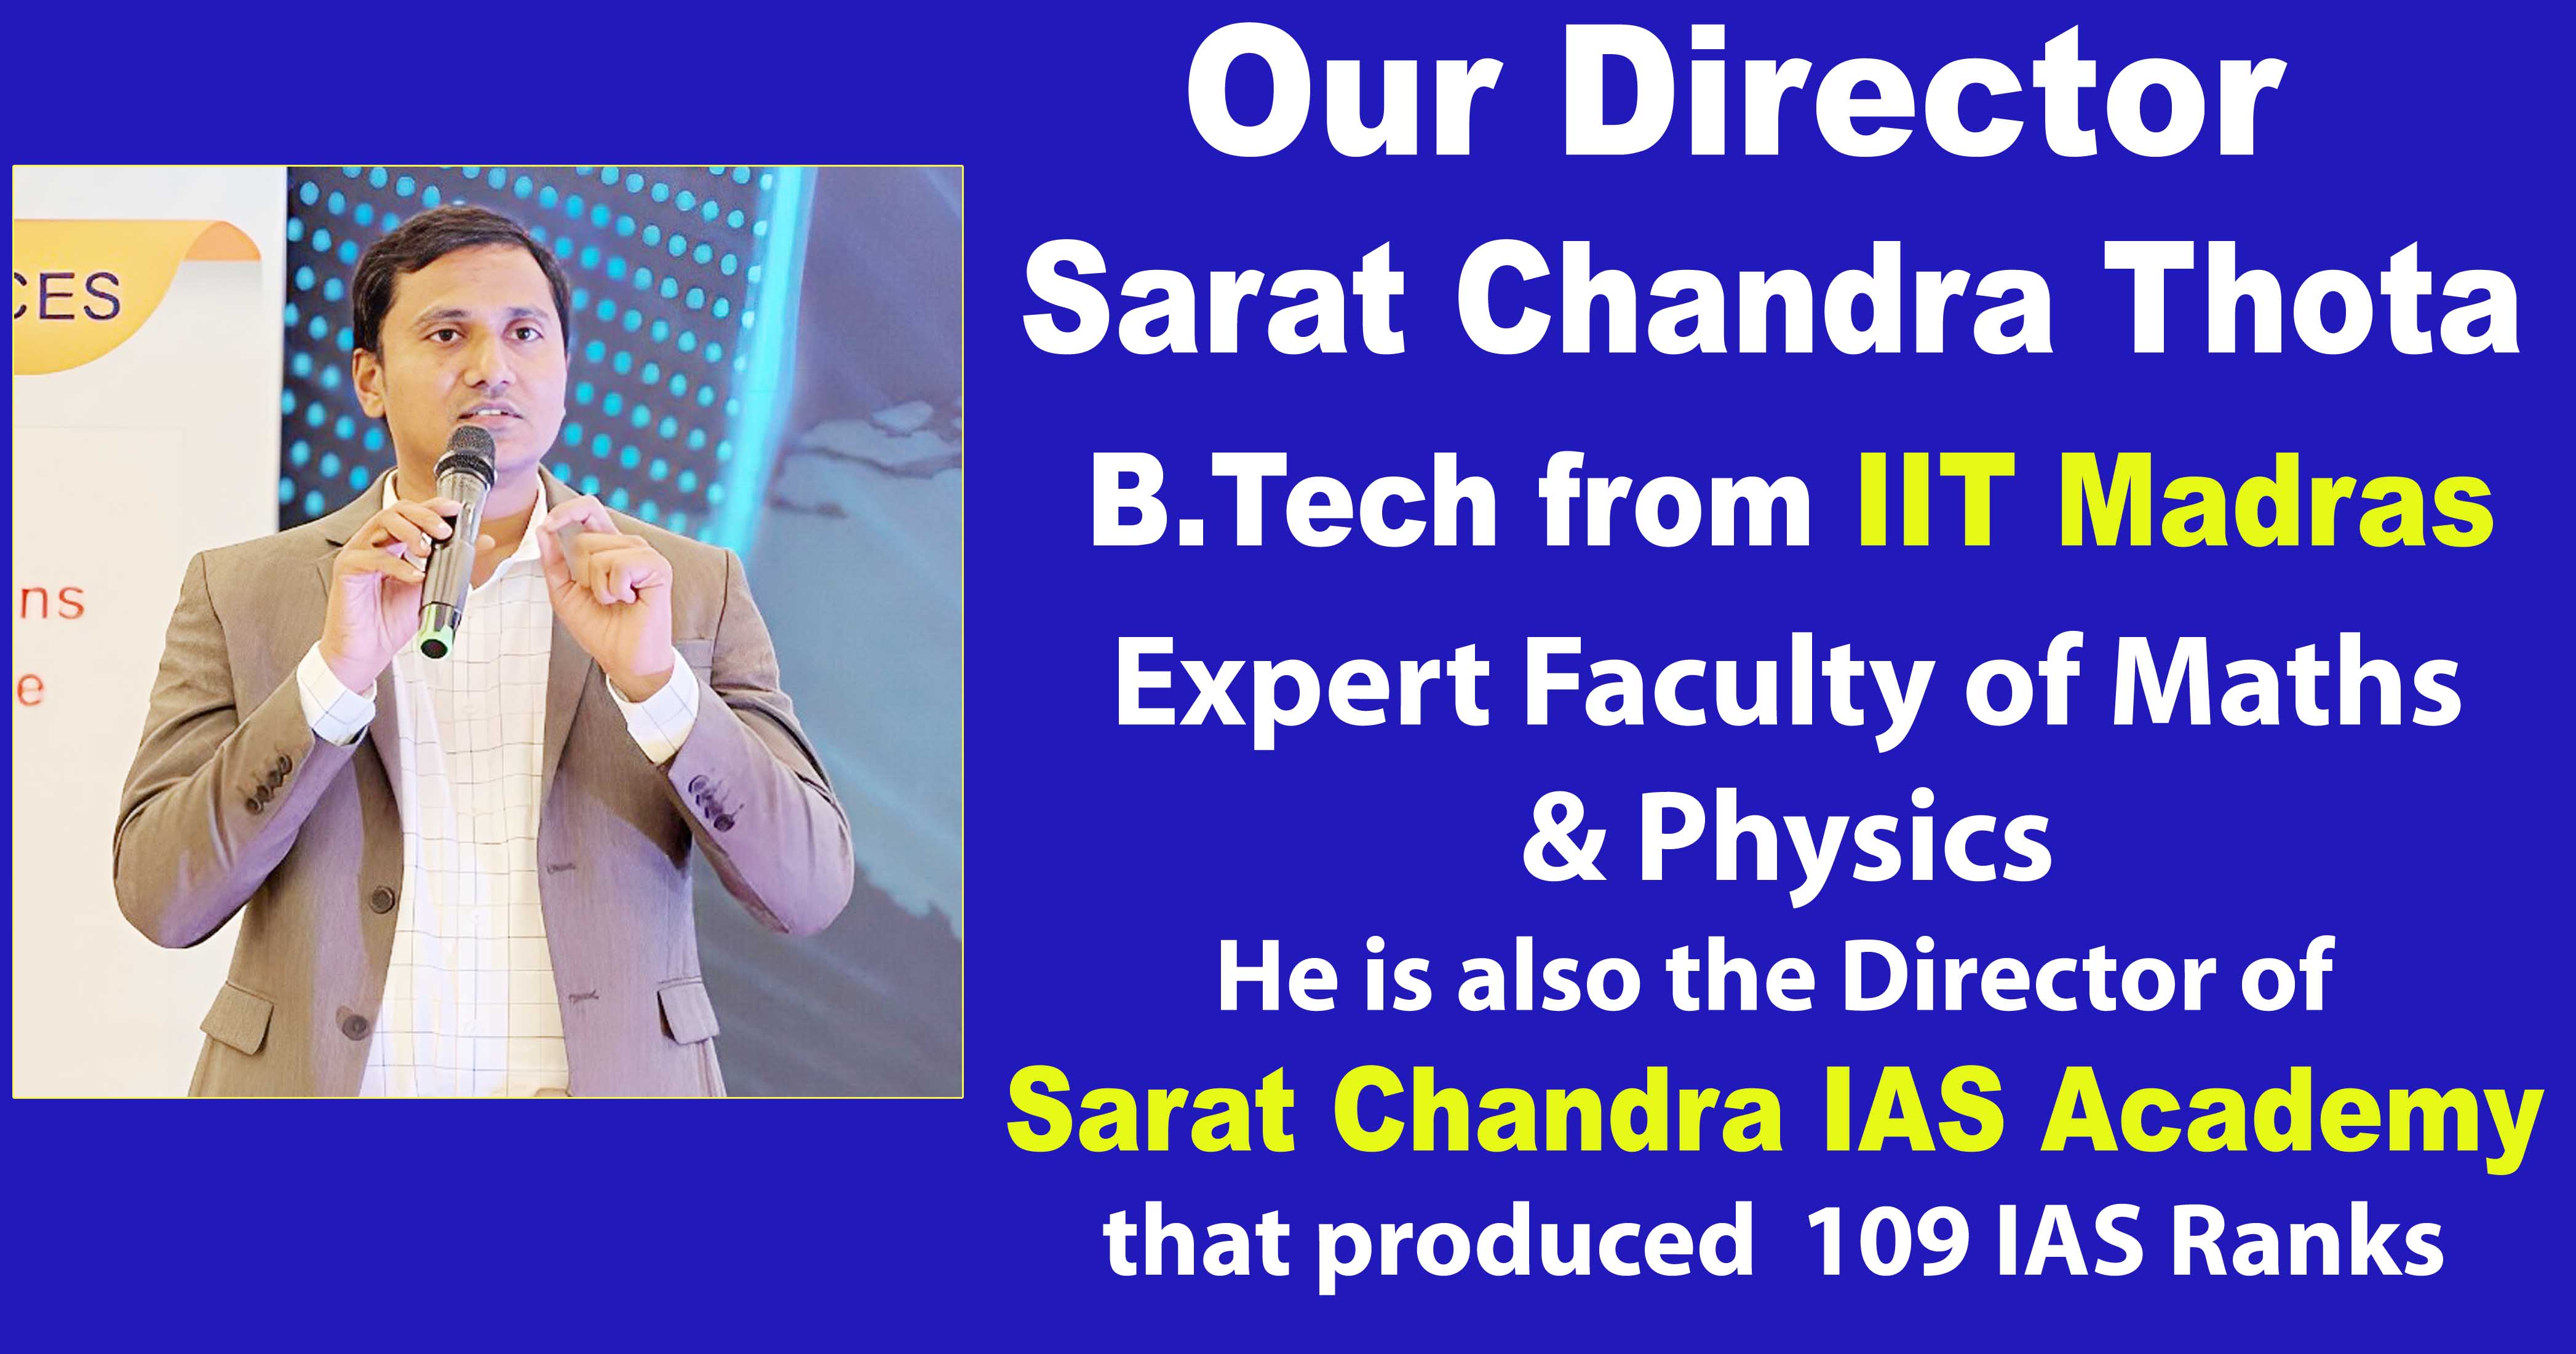 CES
ns
e
Our Director
Sarat Chandra Thota
B.Tech from IIT Madras
Expert Faculty of Maths
& Physics
He is also the Director of
Sarat Chandra IAS Academy
that produced 109 IAS Ranks